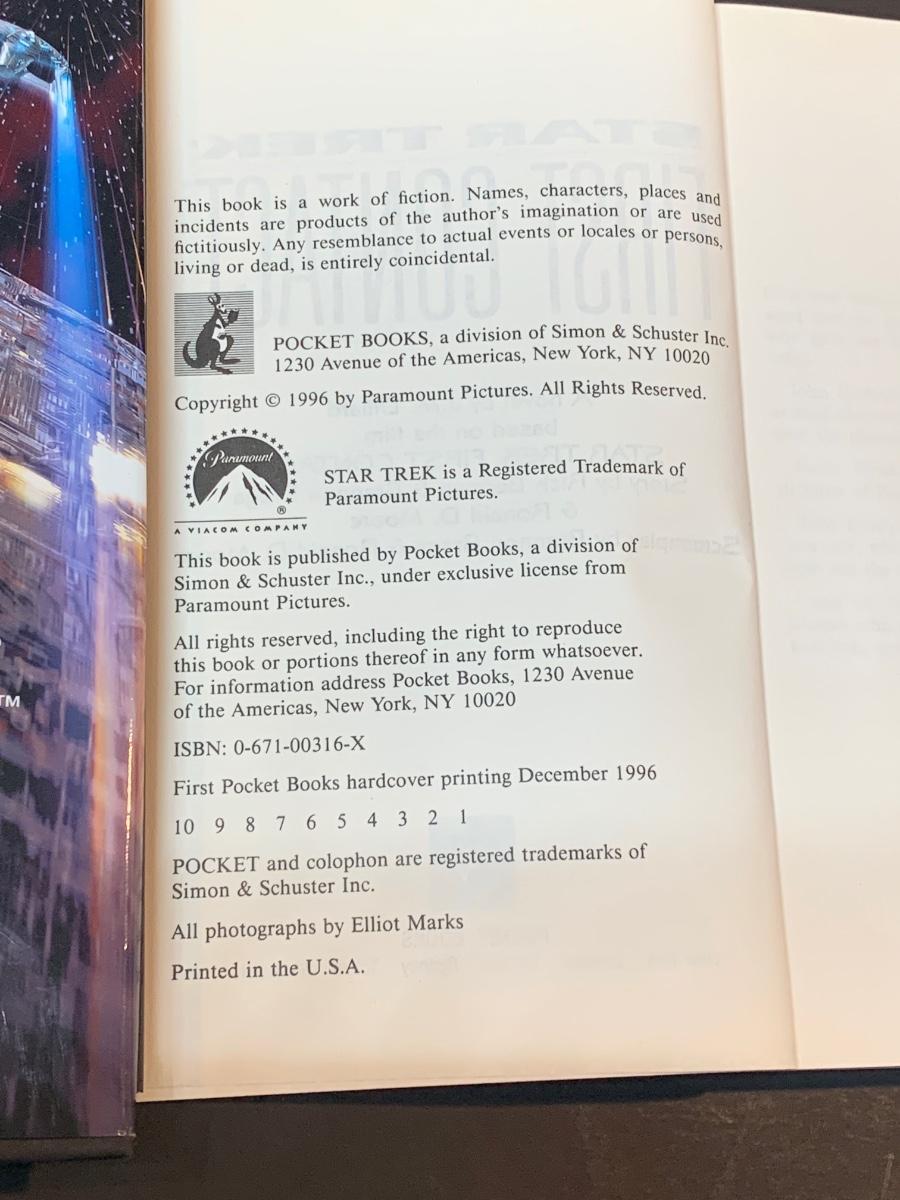 This book is a work of fiction. Names, characters, places and
incidents are products of the author's imagination or are used
fictitiously. Any resemblance to actual events or locales or persons,
living or dead, is entirely coincidental.
POCKET BOOKS, a division of Simon & Schuster Inc.
1230 Avenue of the Americas, New York, NY 10020
Copyright © 1996 by Paramount Pictures. All Rights Reserved.
Paramount
®
A VIACOM COMPANY
STAR TREK is a Registered Trademark of
Paramount Pictures.
This book is published by Pocket Books, a division of
Simon & Schuster Inc., under exclusive license from
Paramount Pictures.
All rights reserved, including the right to reproduce
this book or portions thereof in any form whatsoever.
For information address Pocket Books, 1230 Avenue
of the Americas, New York, NY 10020
ISBN: 0-671-00316-X
First Pocket Books hardcover printing December 1996
10 9 8 7 6 5 4 3 2 1
POCKET and colophon are registered trademarks of
Simon & Schuster Inc.
All photographs by Elliot Marks
Printed in the U.S.A.
TM